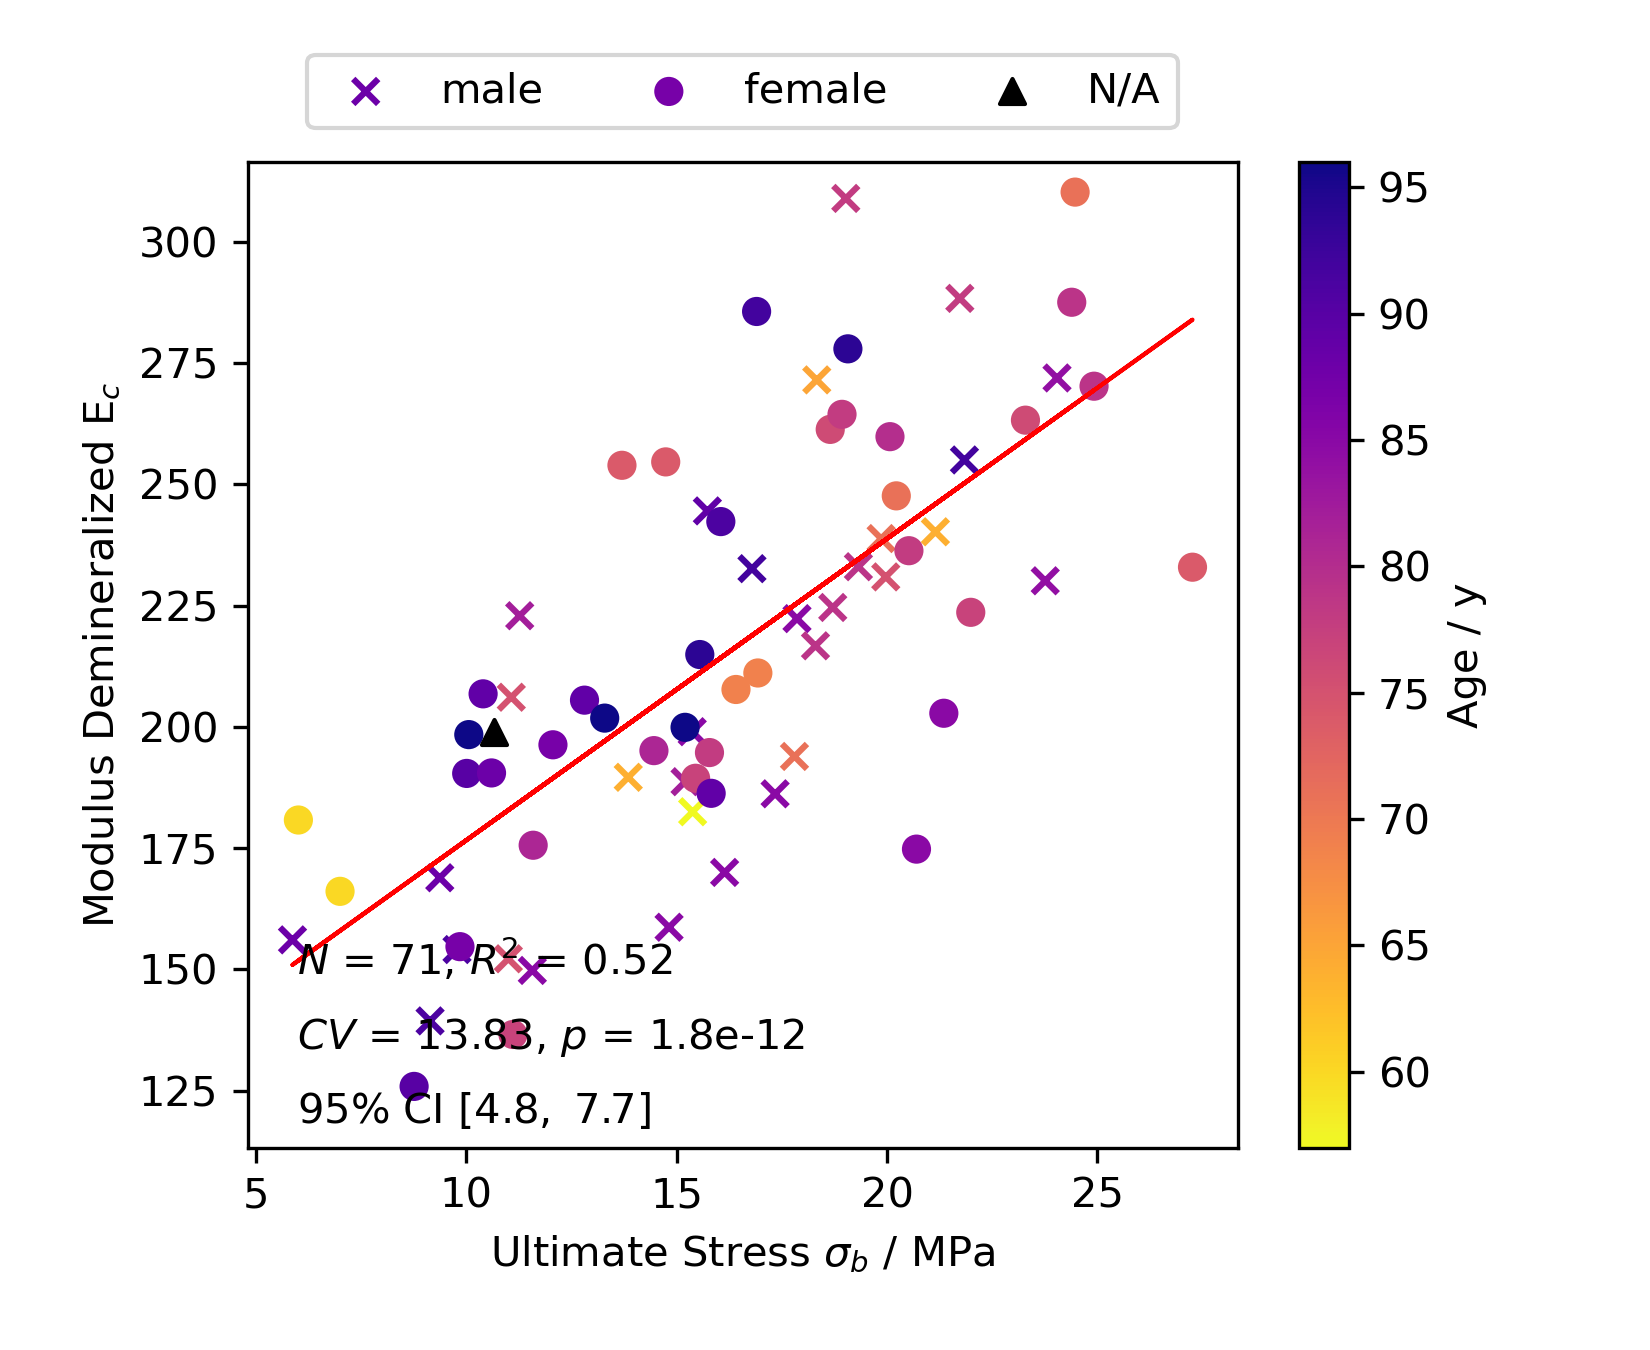 male female N/A
300
275
250
225
200
175
150
125
Modulus Demineralized E_c
N = 71, R² = 0.52
CV = 13.83, p = 1.8e-12
95% CI [4.8, 7.7]
5 10 15 20 25
Ultimate Stress σ_b / MPa
95
90
85
80
75
70
65
60
Age / y